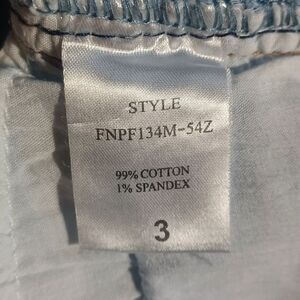 STYLE
FNPF134M-54Z
99% COTTON
1% SPANDEX
3